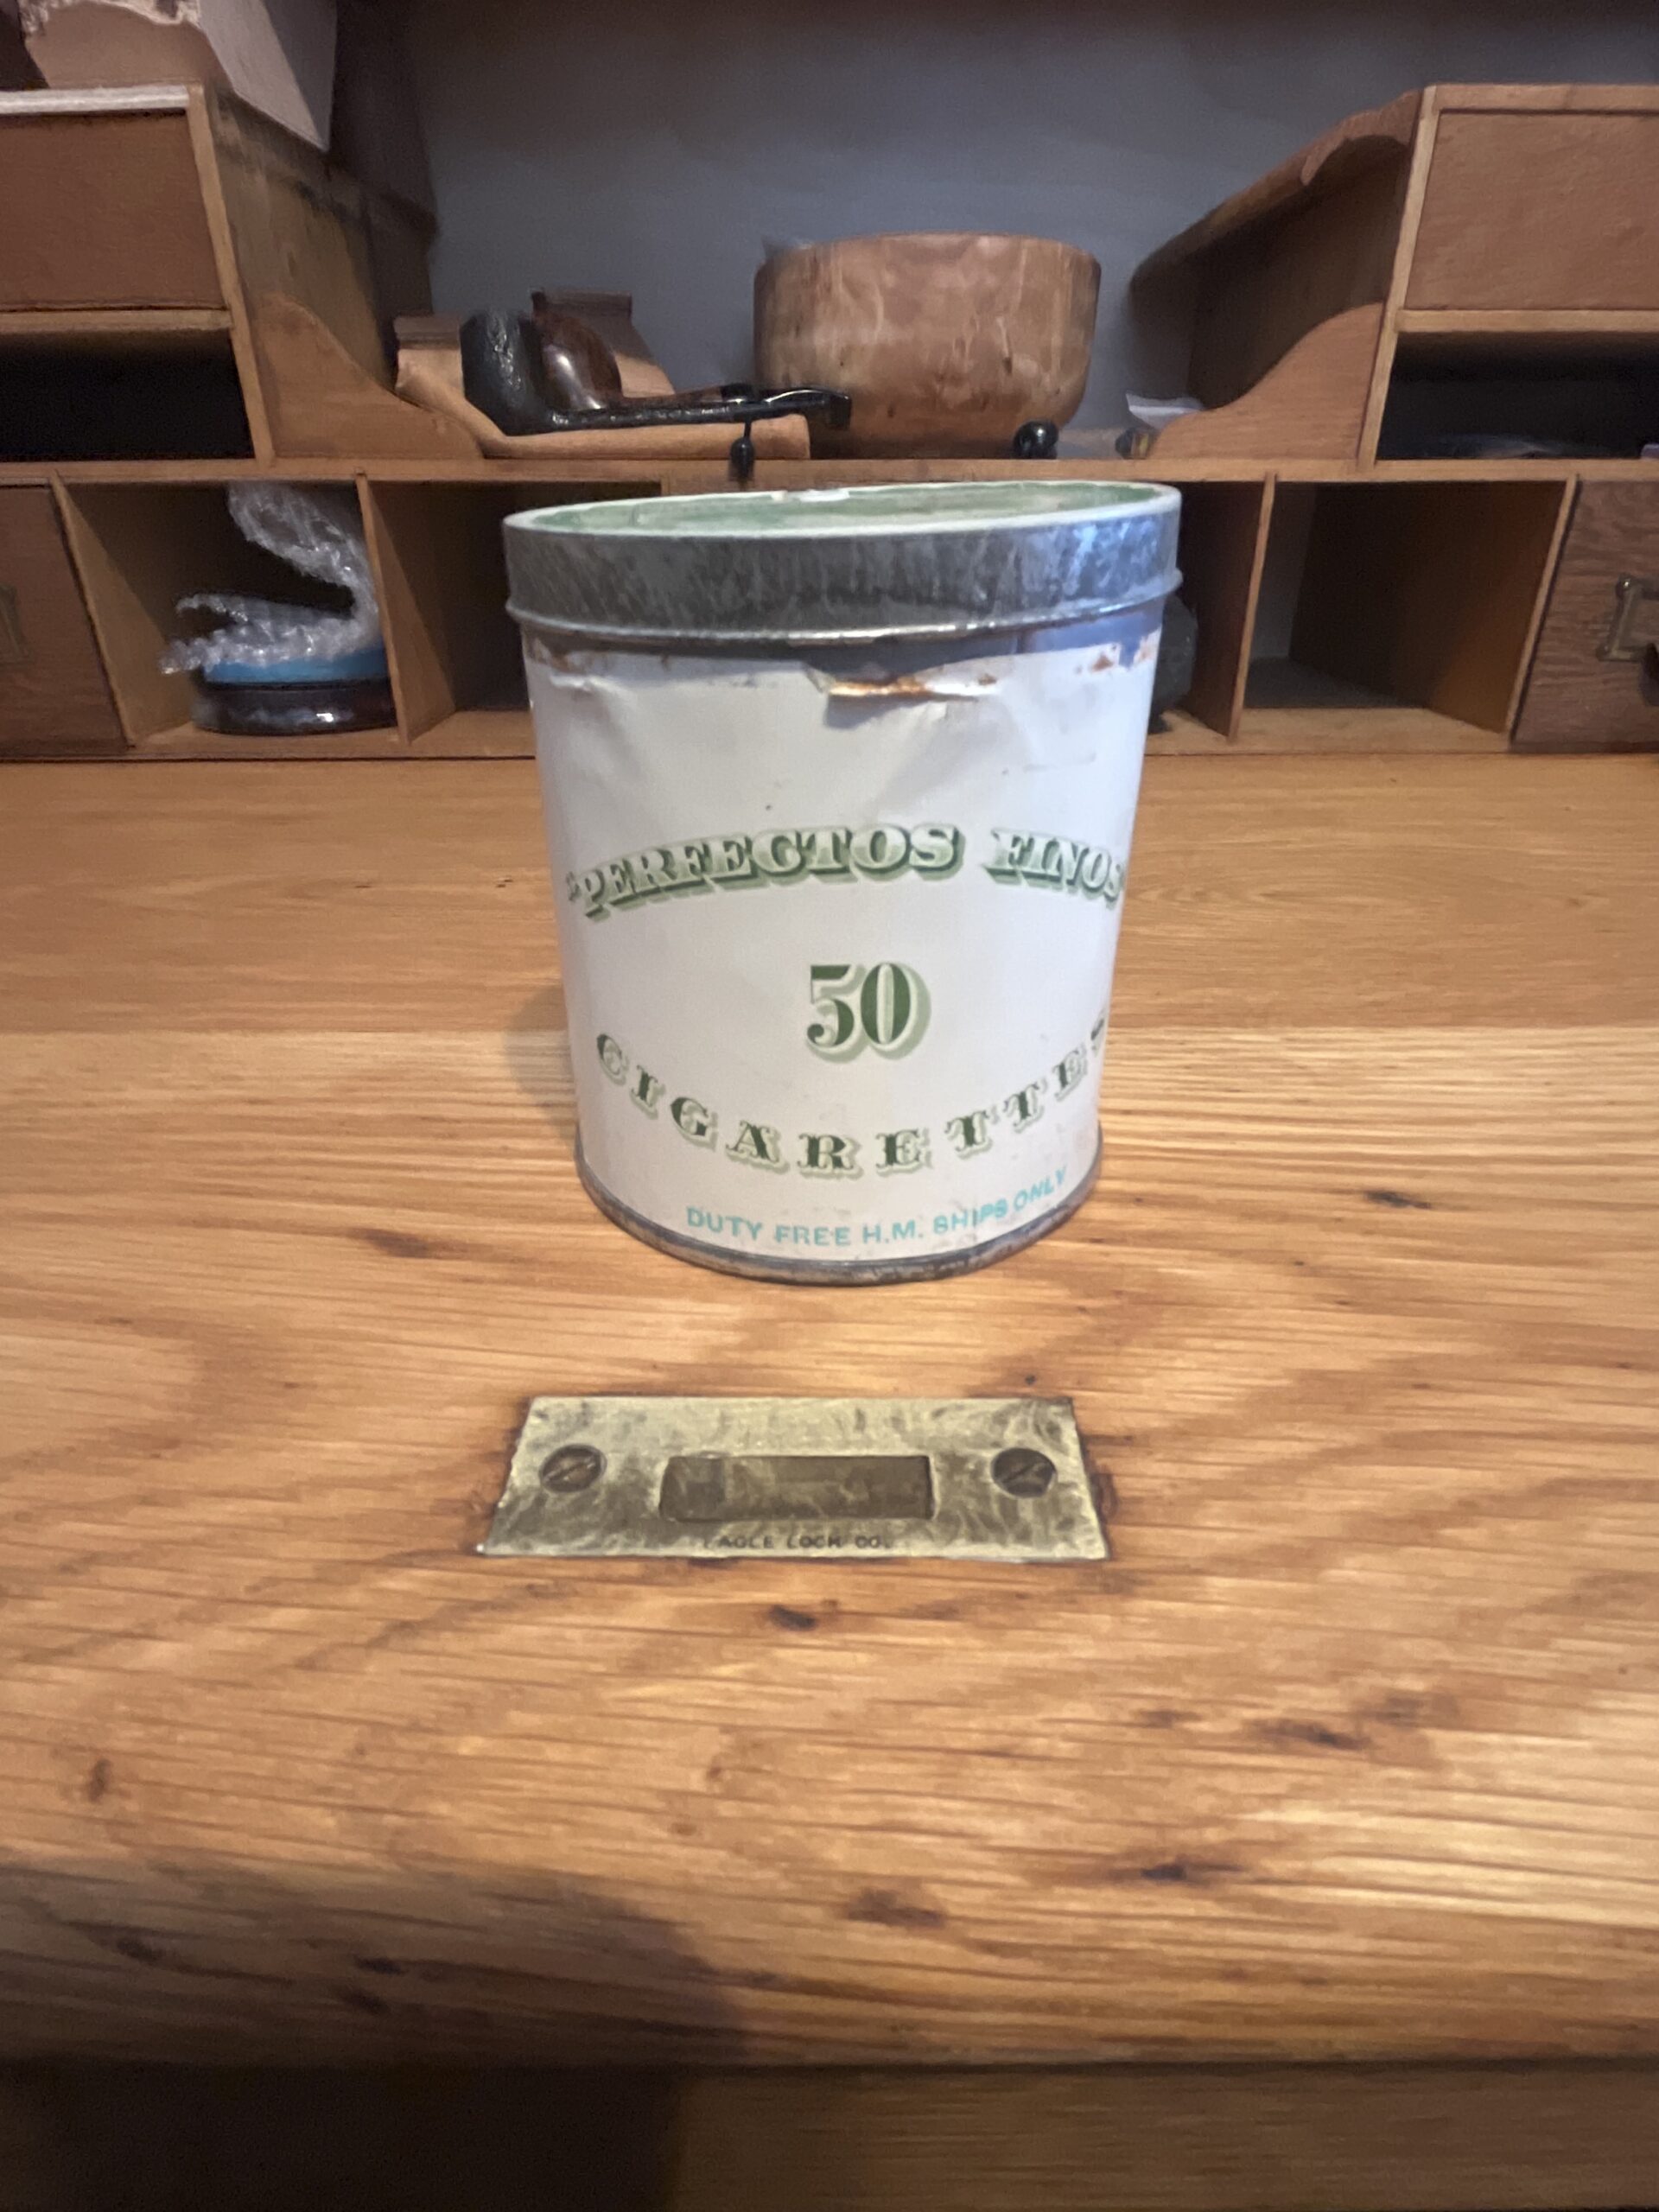 "PERFECTOS FINOS"
50
CIGARETTES
DUTY FREE H.M. SHIPS ONLY
EAGLE LOCK CO.